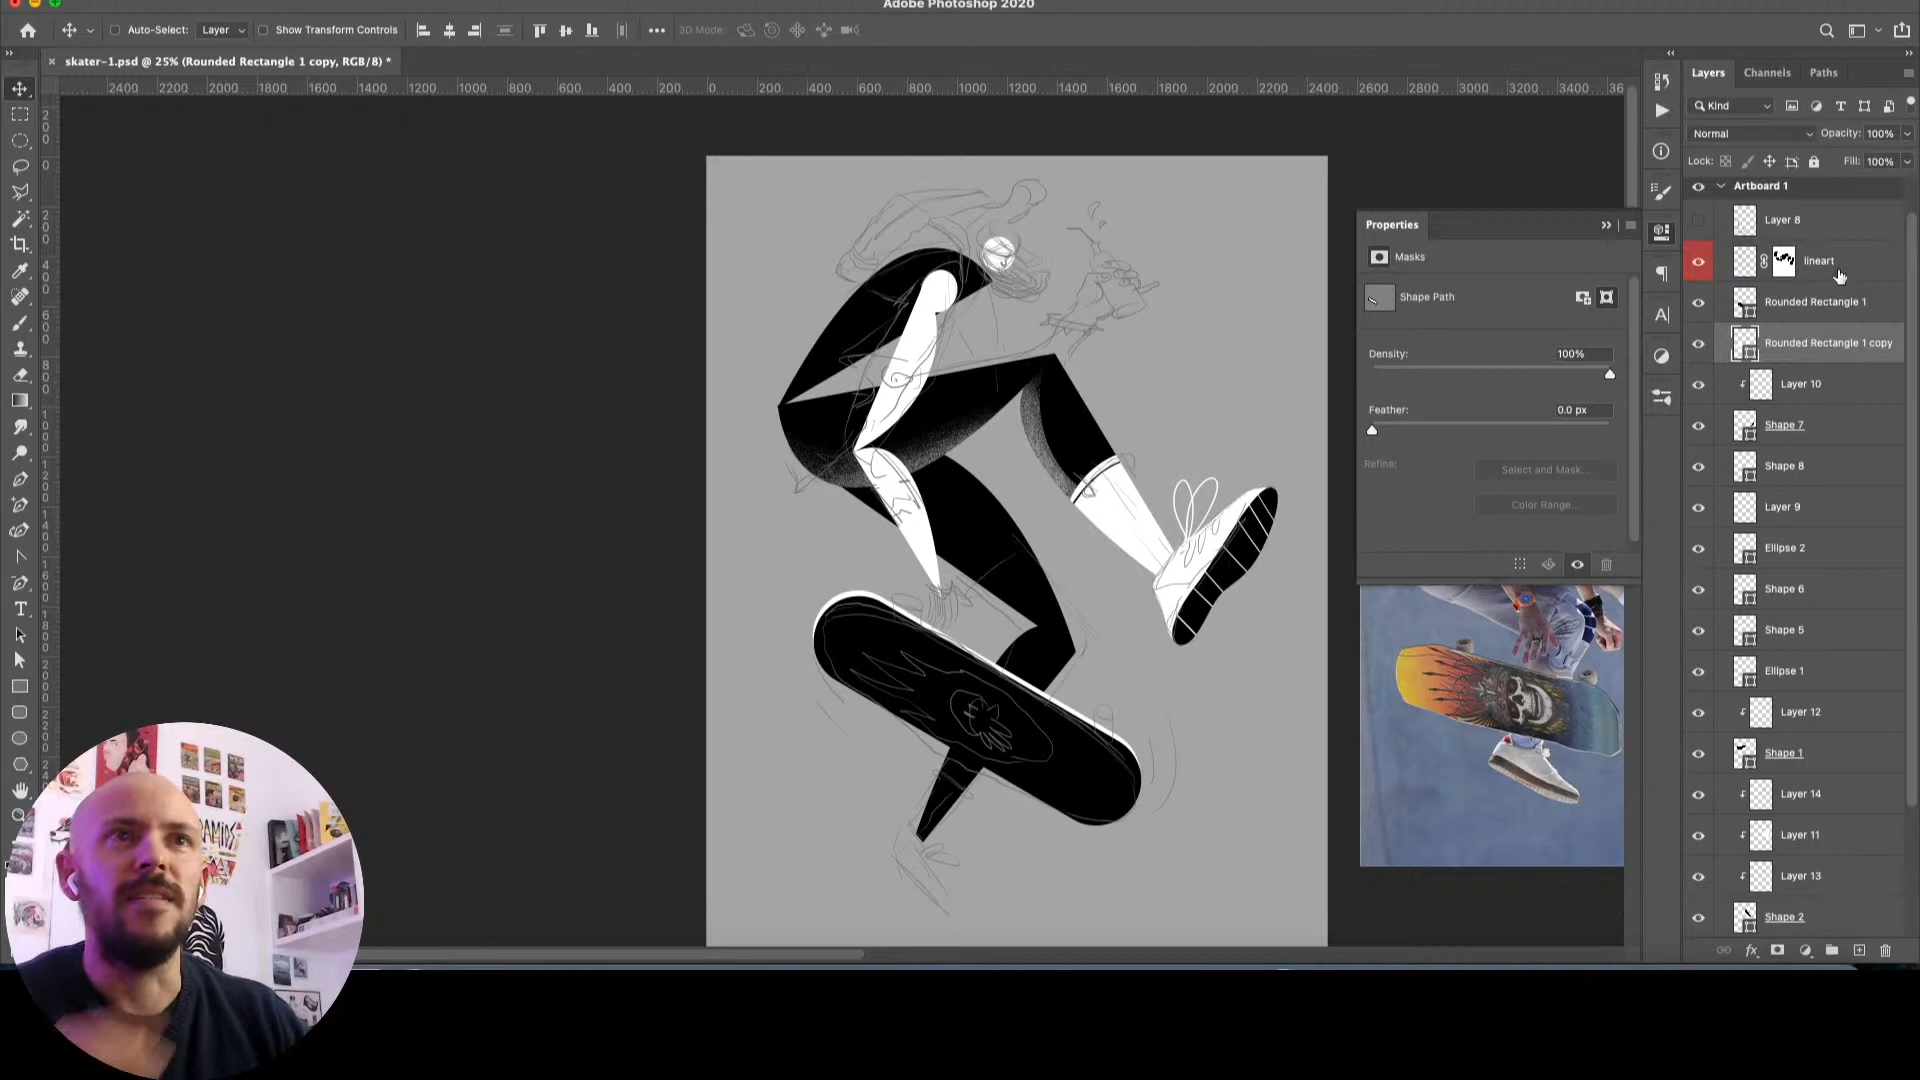 Adobe Photoshop 2020
Auto-Select: Layer Show Transform Controls 3D Mode:
skater-1.psd @ 25% (Rounded Rectangle 1 copy, RGB/8) *
2400 2200 2000 1800 1600 1400 1200 1000 800 600 400 200 0 200 400 600 800 1000 1200 1400 1600 1800 2000 2200 2400 2600 2800 3000 3200 3400 36
Layers Channels Paths
Kind
Normal Opacity: 100%
Lock: Fill: 100%
Artboard 1
Layer 8
lineart
Rounded Rectangle 1
Rounded Rectangle 1 copy
Layer 10
Shape 7
Shape 8
Layer 9
Ellipse 2
Shape 6
Shape 5
Ellipse 1
Layer 12
Shape 1
Layer 14
Layer 11
Layer 13
Shape 2
Properties
Masks
Shape Path
Density: 100%
Feather: 0.0 px
Refine: Select and Mask...
Color Range...